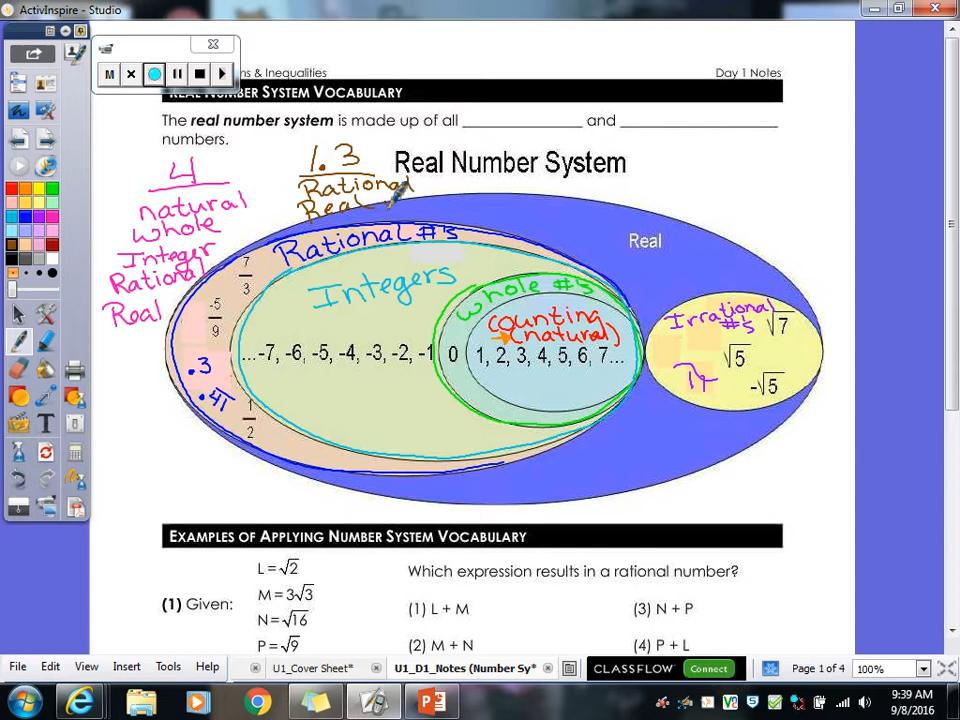 ActivInspire - Studio
ns & Inequalities
Day 1 Notes
REAL NUMBER SYSTEM VOCABULARY
The real number system is made up of all _______________ and ____________________
numbers.
Real Number System
4
natural
whole
Integer
Rational
Real
1.3
Rational
Real
Rational #'s
Real
Integers
whole #'s
counting
(natural)
7/3
-5/9
.3
.41
1/2
...-7, -6, -5, -4, -3, -2, -1
0
1, 2, 3, 4, 5, 6, 7...
Irrational
#'s
√7
√5
π
-√5
EXAMPLES OF APPLYING NUMBER SYSTEM VOCABULARY
(1) Given:
L = √2
M = 3√3
N = √16
P = √9
Which expression results in a rational number?
(1) L + M
(3) N + P
(2) M + N
(4) P + L
File Edit View Insert Tools Help
U1_Cover Sheet*
U1_D1_Notes (Number Sy*
CLASSFLOW
Connect
Page 1 of 4
100%
9:39 AM
9/8/2016